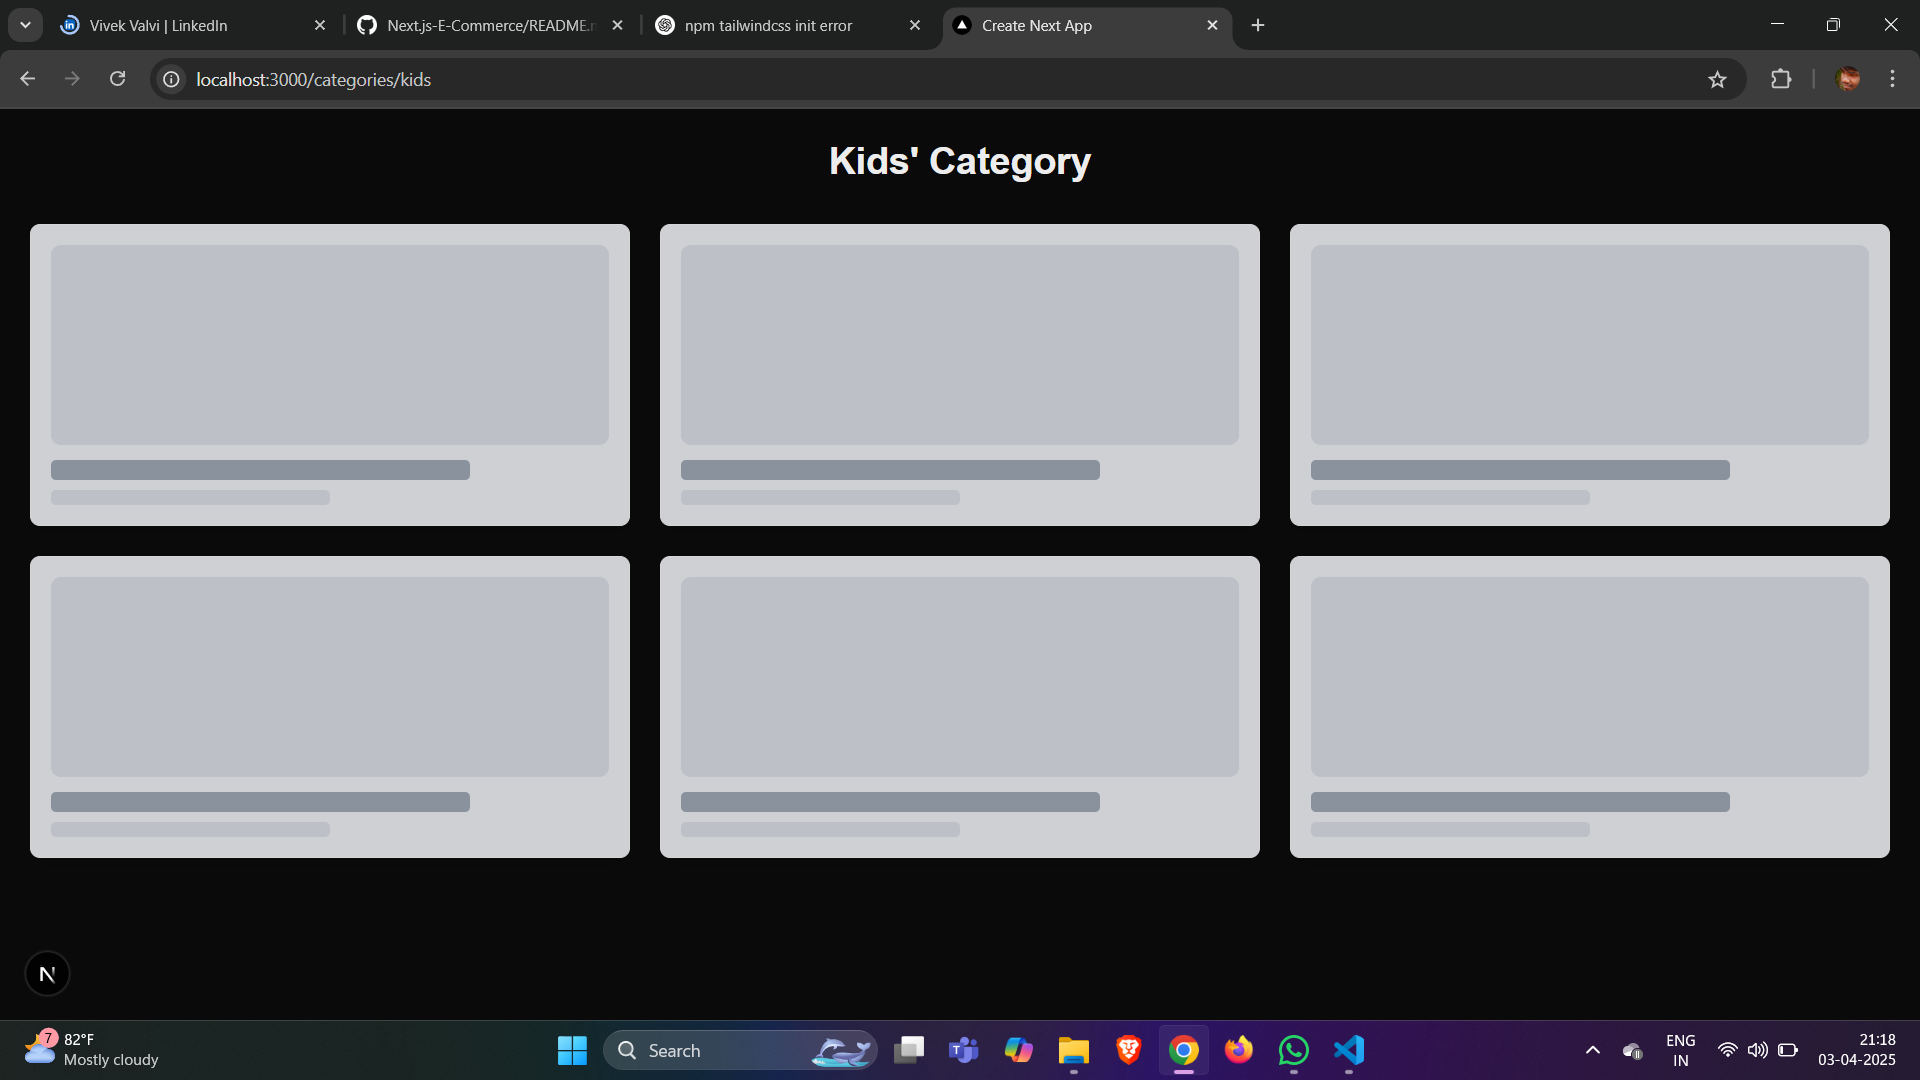 Vivek Valvi | LinkedIn
Next.js-E-Commerce/README.
npm tailwindcss init error
Create Next App
localhost:3000/categories/kids
Kids' Category
N
7
82°F
Mostly cloudy
Search
ENG
IN
21:18
03-04-2025